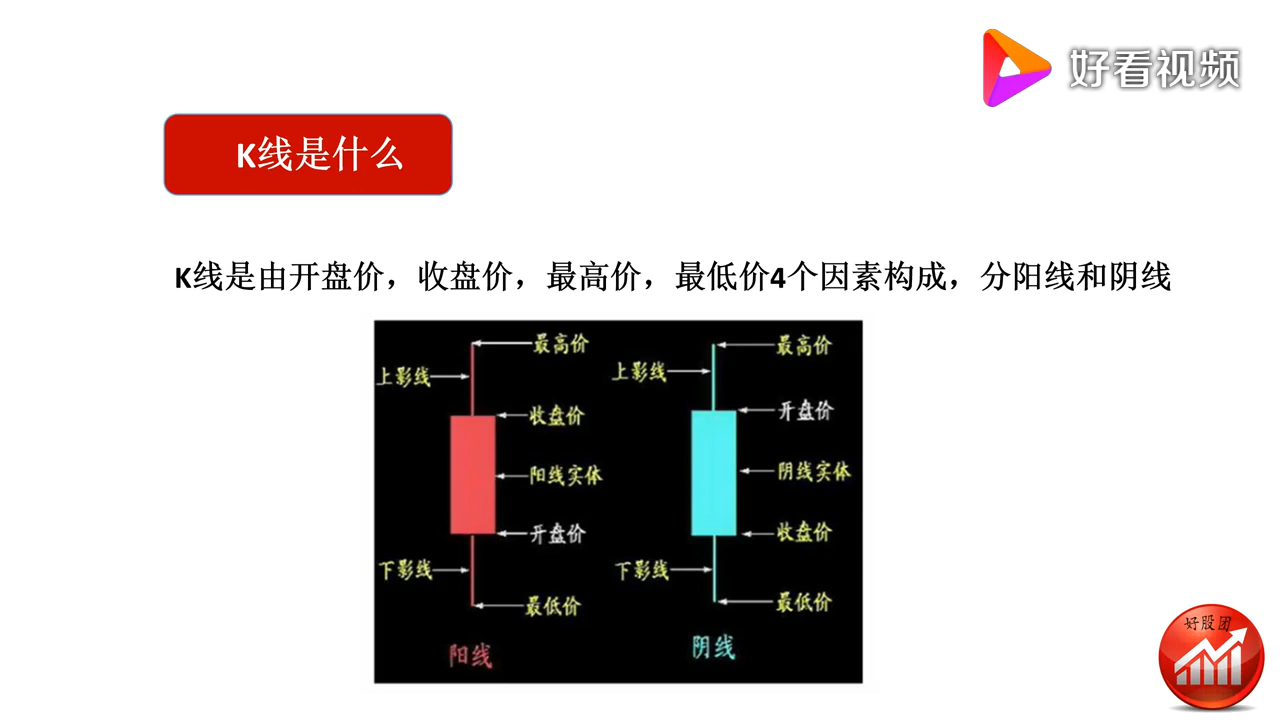 好看视频
K线是什么
K线是由开盘价，收盘价，最高价，最低价4个因素构成，分阳线和阴线
最高价
上影线
收盘价
阳线实体
开盘价
下影线
最低价
阳线
最高价
上影线
开盘价
阴线实体
收盘价
下影线
最低价
阴线
好股团